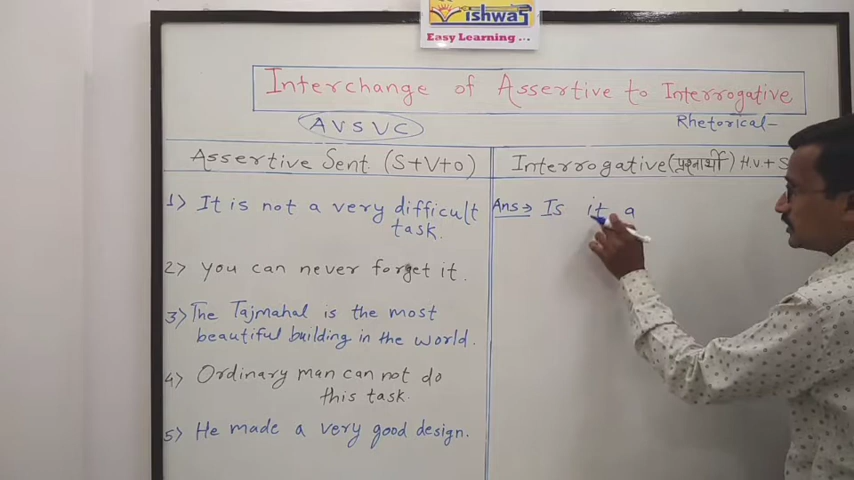 ishwas
Easy Learning ...
Interchange of Assertive to Interrogative
AVSVC
Rhetorical-
Assertive Sent. (S+V+O)
Interrogative (प्रश्नार्थी) H.V + S
1) It is not a very difficult
task.
Ans→ Is it a
2) you can never forget it.
3) The Tajmahal is the most
beautiful building in the world.
4) Ordinary man can not do
this task.
5) He made a very good design.